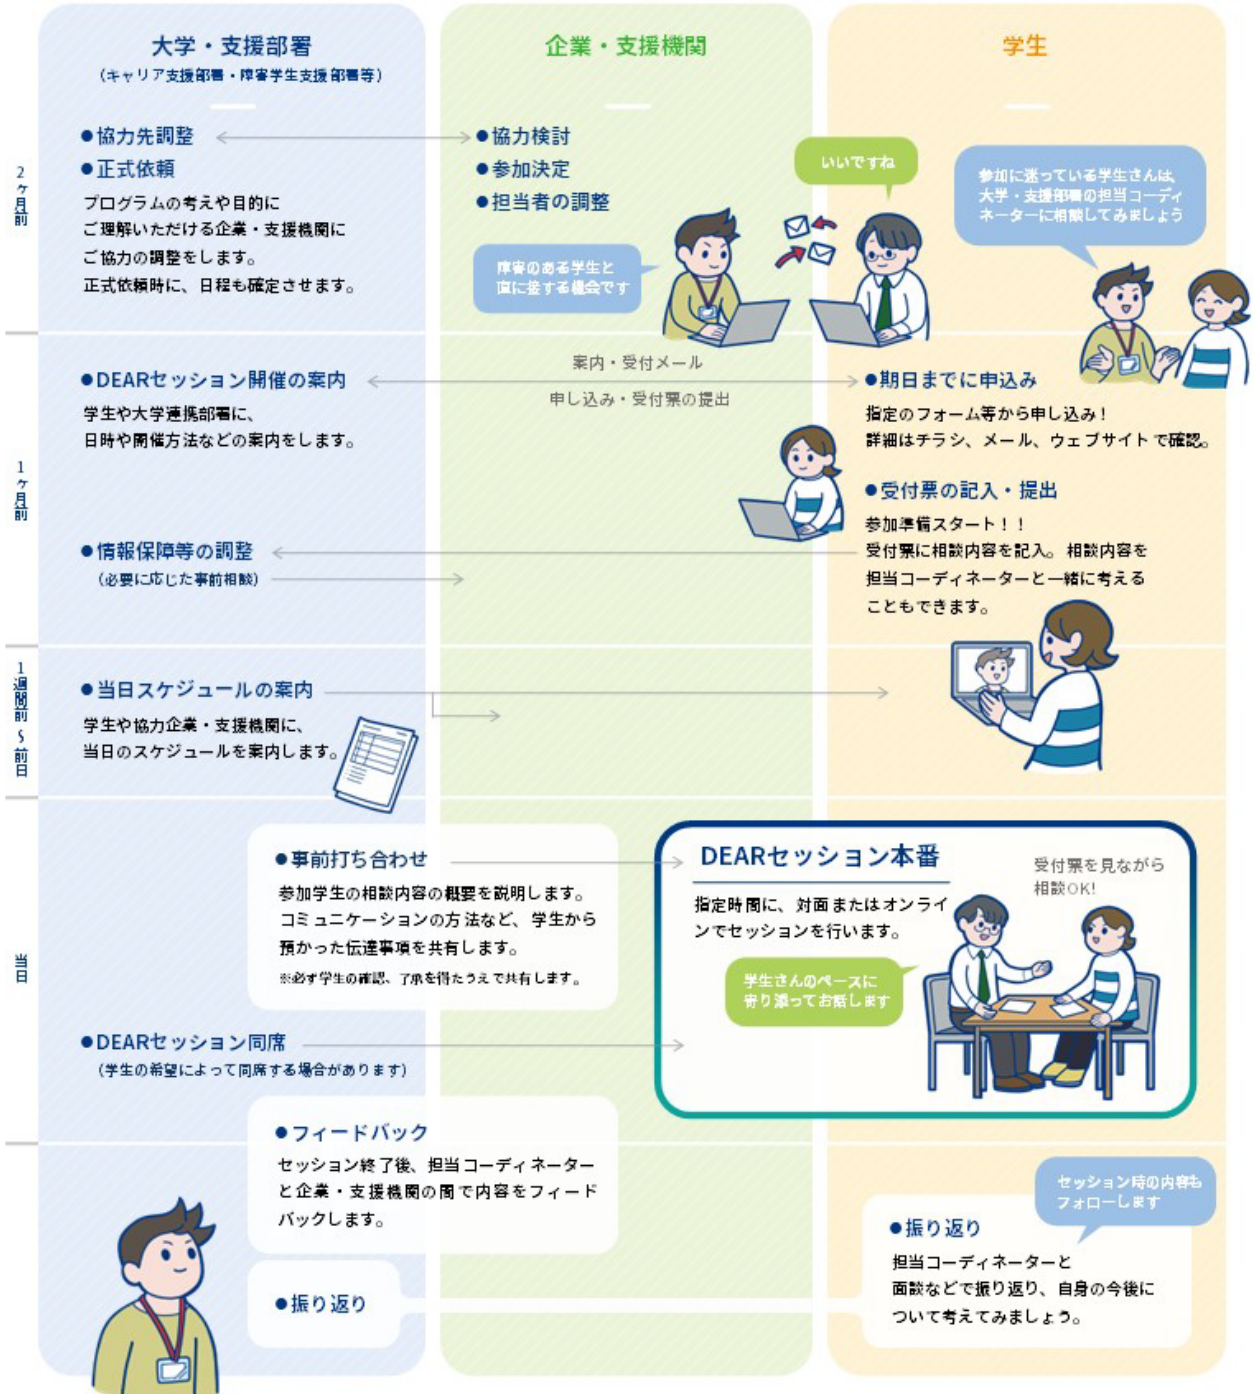 大学・支援部署
（キャリア支援部署・障害学生支援部署等）
企業・支援機関
学生
2ヶ月前
●協力先調整
●正式依頼
プログラムの考えや目的に
ご理解いただける企業・支援機関に
ご協力の調整をします。
正式依頼時に、日程も確定させます。
●協力検討
●参加決定
●担当者の調整
障害のある学生と
直に接する機会です
いいですね
参加に迷っている学生さんは、
大学・支援部署の担当コーディ
ネーターに相談してみましょう
1ヶ月前
●DEARセッション開催の案内
学生や大学連携部署に、
日時や開催方法などの案内をします。
案内・受付メール
申し込み・受付票の提出
●期日までに申込み
指定のフォーム等から申し込み！
詳細はチラシ、メール、ウェブサイトで確認。
●受付票の記入・提出
参加準備スタート！！
受付票に相談内容を記入。相談内容を
担当コーディネーターと一緒に考える
こともできます。
●情報保障等の調整
（必要に応じた事前相談）
1週間前〜前日
●当日スケジュールの案内
学生や協力企業・支援機関に、
当日のスケジュールを案内します。
当日
●事前打ち合わせ
参加学生の相談内容の概要を説明します。
コミュニケーションの方法など、学生から
預かった伝達事項を共有します。
※必ず学生の確認、了承を得たうえで共有します。
DEARセッション本番
指定時間に、対面またはオンライ
ンでセッションを行います。
受付票を見ながら
相談OK!
学生さんのペースに
寄り添ってお話します
●DEARセッション同席
（学生の希望によって同席する場合があります）
●フィードバック
セッション終了後、担当コーディネーター
と企業・支援機関の間で内容をフィード
バックします。
●振り返り
セッション時の内容も
フォローします
●振り返り
担当コーディネーターと
面談などで振り返り、自身の今後に
ついて考えてみましょう。